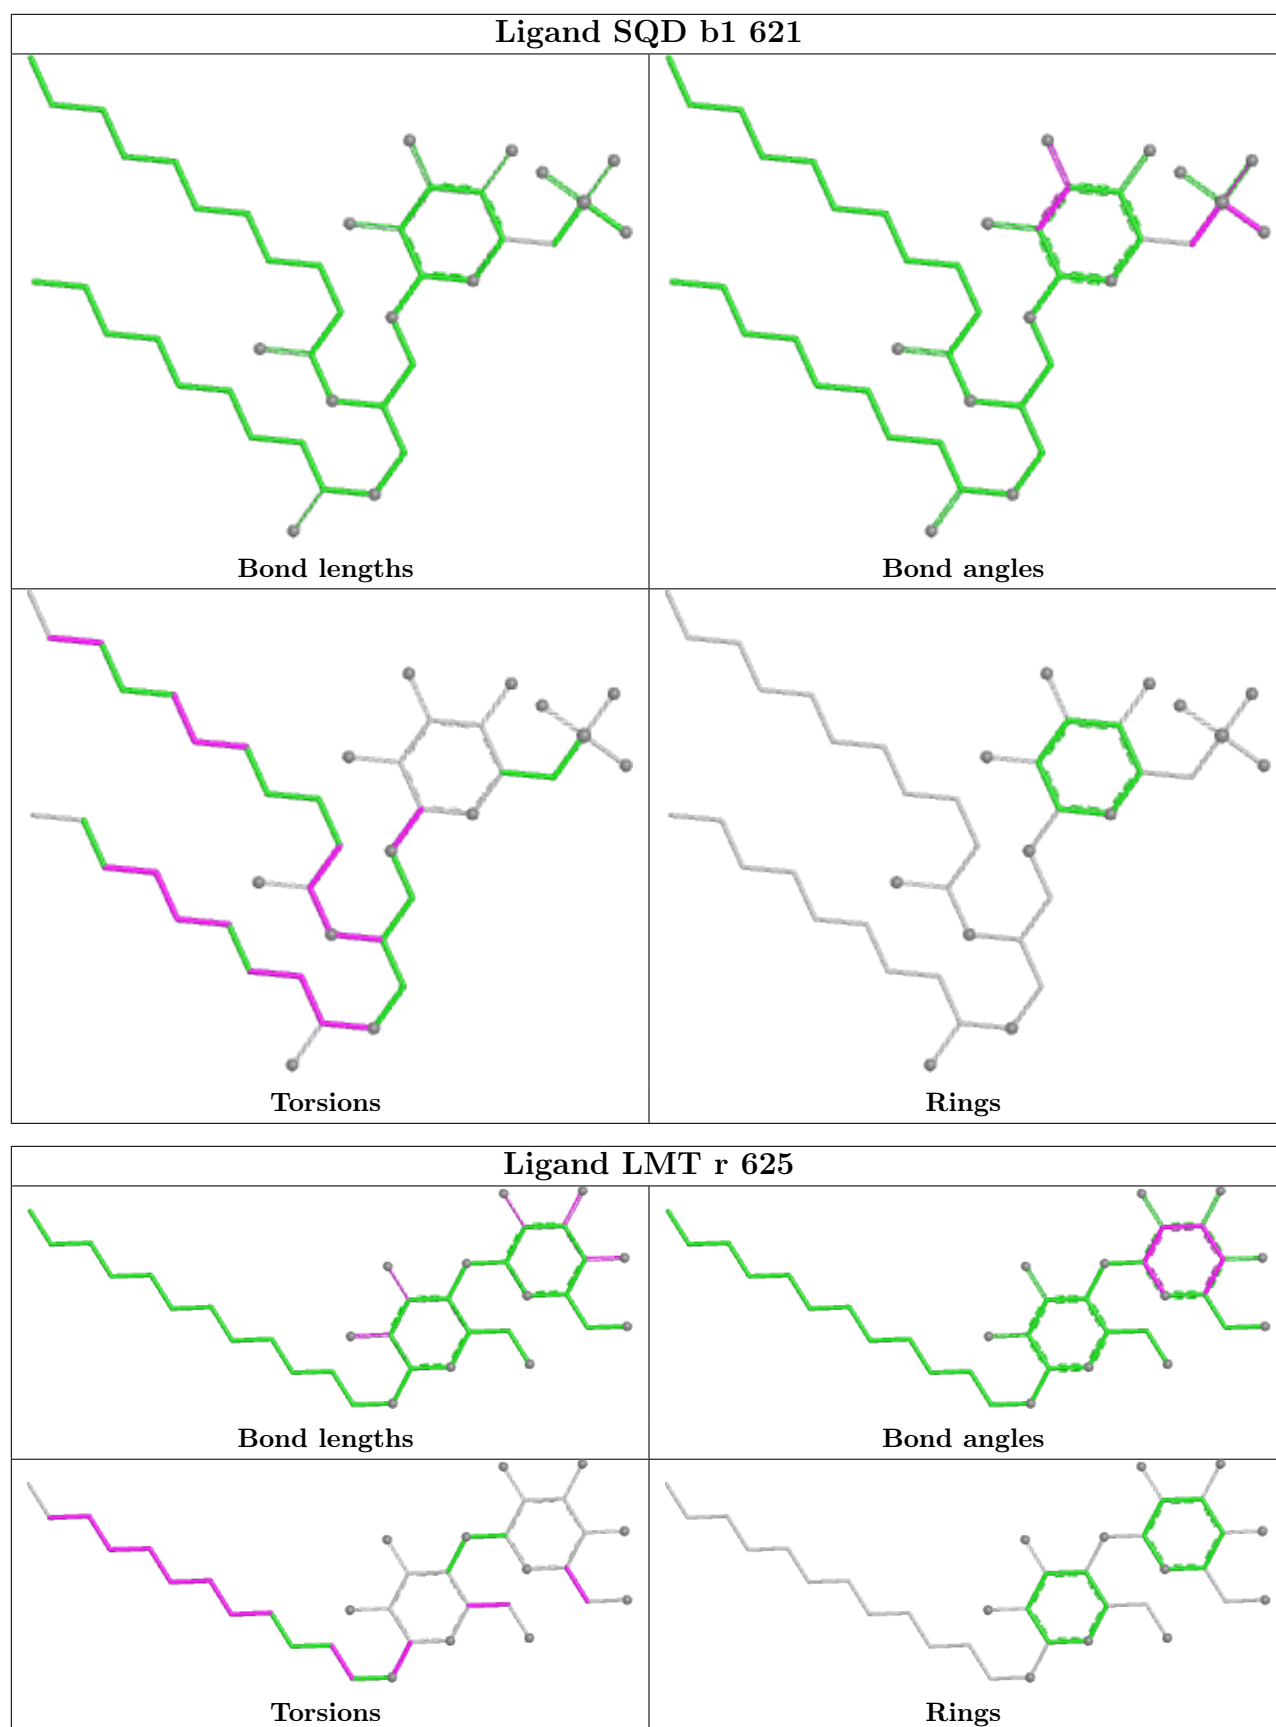 Ligand SQD b1 621
Bond lengths
Bond angles
Torsions
Rings
Ligand LMT r 625
Bond lengths
Bond angles
Torsions
Rings